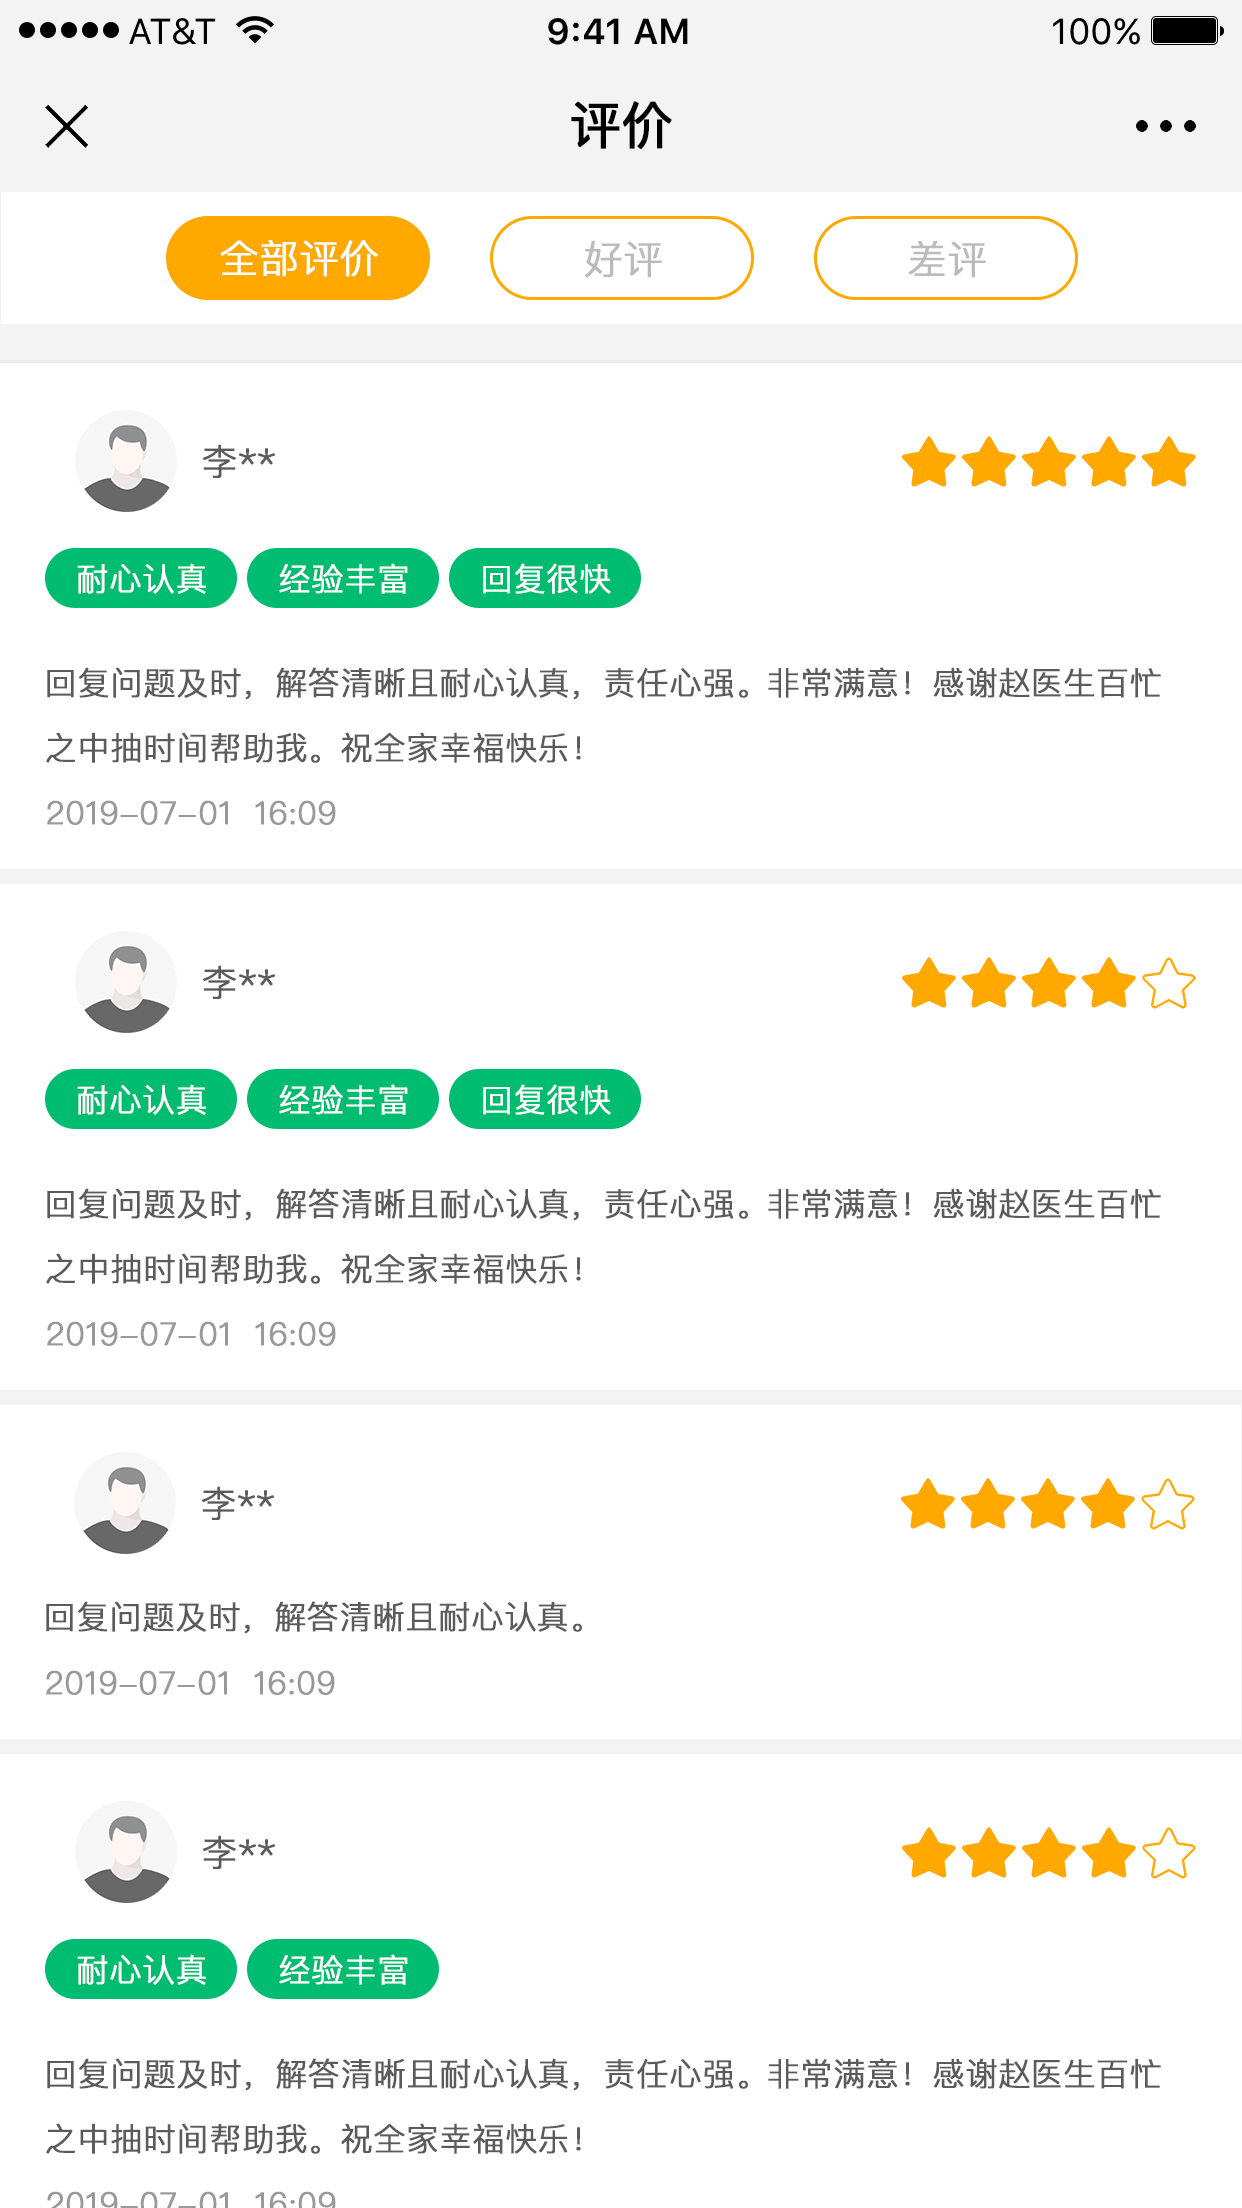 AT&T 9:41 AM 100%
评价
全部评价 好评 差评
李**
耐心认真 经验丰富 回复很快
回复问题及时，解答清晰且耐心认真，责任心强。非常满意！感谢赵医生百忙
之中抽时间帮助我。祝全家幸福快乐！
2019-07-01 16:09
李**
耐心认真 经验丰富 回复很快
回复问题及时，解答清晰且耐心认真，责任心强。非常满意！感谢赵医生百忙
之中抽时间帮助我。祝全家幸福快乐！
2019-07-01 16:09
李**
回复问题及时，解答清晰且耐心认真。
2019-07-01 16:09
李**
耐心认真 经验丰富
回复问题及时，解答清晰且耐心认真，责任心强。非常满意！感谢赵医生百忙
之中抽时间帮助我。祝全家幸福快乐！
2019-07-01 16:09